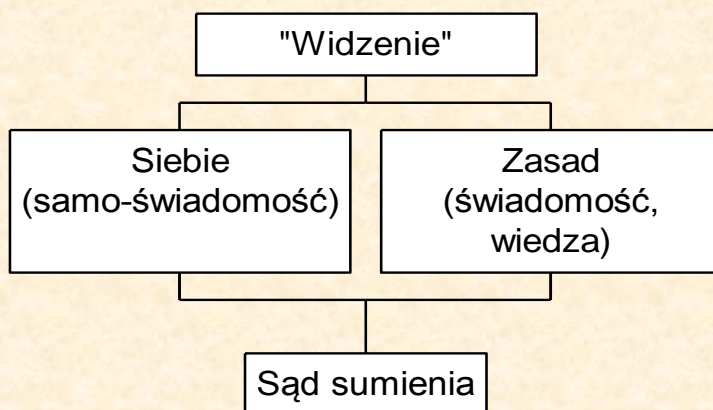 "Widzenie"
Siebie
(samo-świadomość)
Zasad
(świadomość,
wiedza)
Sąd sumienia